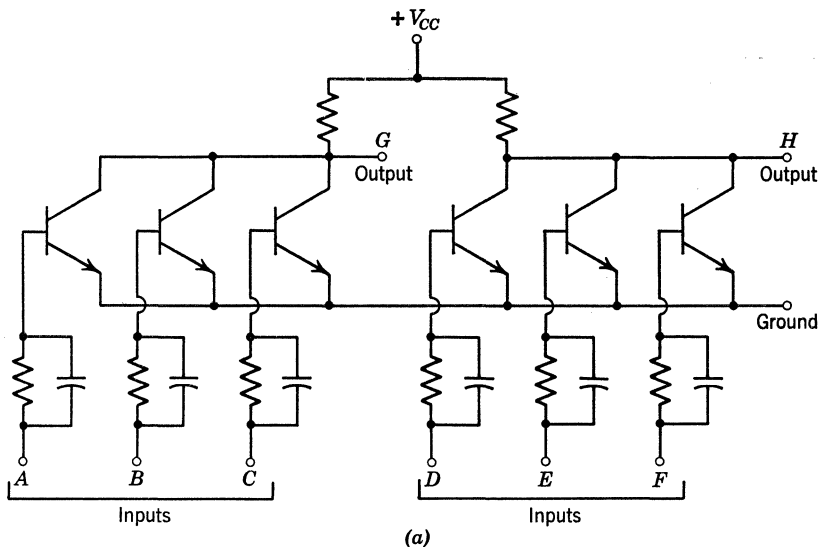 +V_CC
G
Output
H
Output
Ground
A B C D E F
Inputs Inputs
(a)